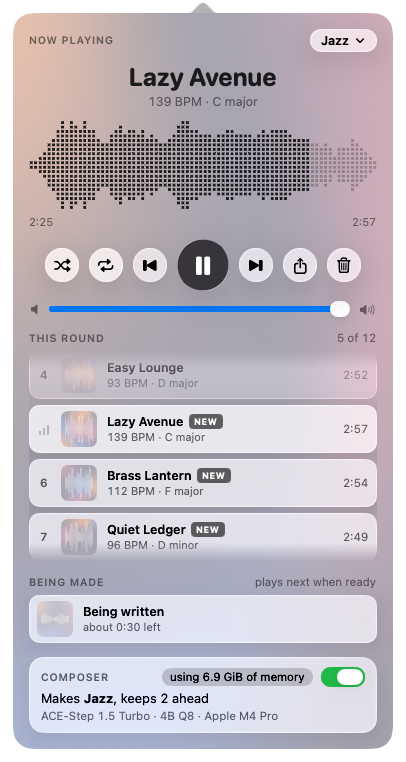 NOW PLAYING
Jazz
Lazy Avenue
139 BPM · C major
2:25
2:57
THIS ROUND
5 of 12
4
Easy Lounge
93 BPM · D major
2:52
Lazy Avenue NEW
139 BPM · C major
2:57
6
Brass Lantern NEW
112 BPM · F major
2:54
7
Quiet Ledger NEW
96 BPM · D minor
2:49
BEING MADE
plays next when ready
Being written
about 0:30 left
COMPOSER
using 6.9 GiB of memory
Makes Jazz, keeps 2 ahead
ACE-Step 1.5 Turbo · 4B Q8 · Apple M4 Pro